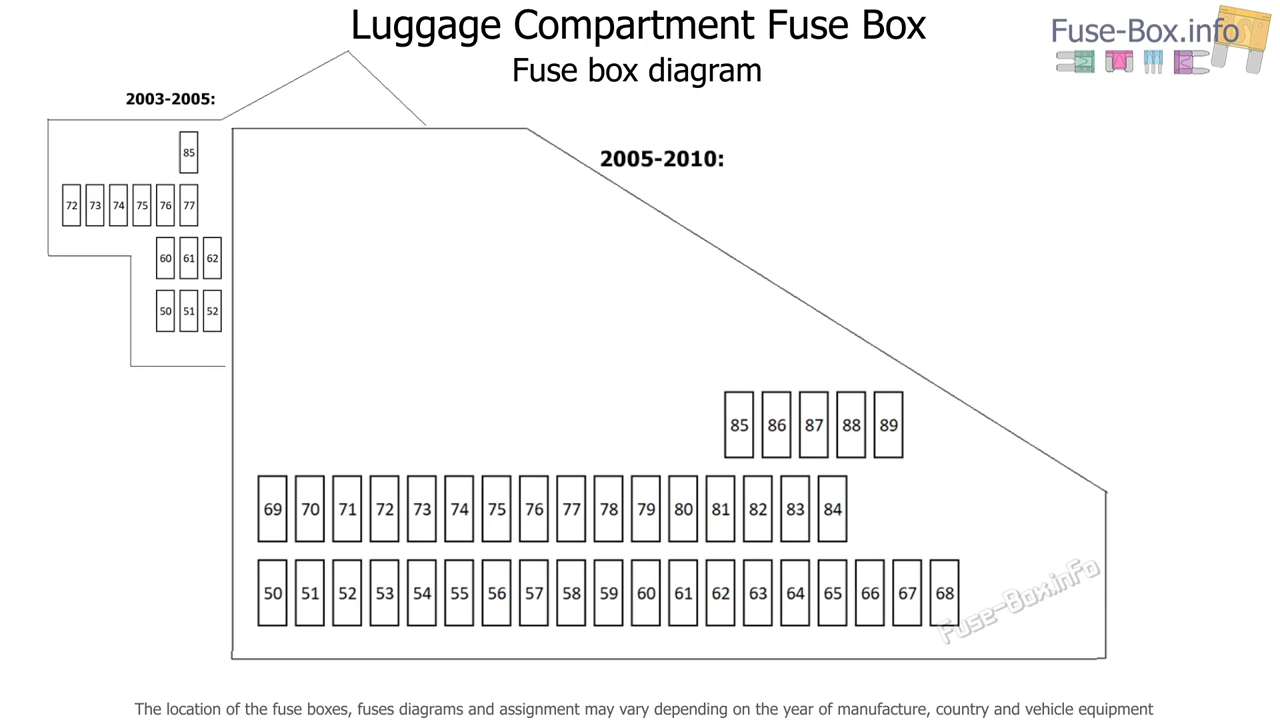 Luggage Compartment Fuse Box
Fuse box diagram
Fuse-Box.info
2003-2005:
85
72 73 74 75 76 77
60 61 62
50 51 52
2005-2010:
85 86 87 88 89
69 70 71 72 73 74 75 76 77 78 79 80 81 82 83 84
50 51 52 53 54 55 56 57 58 59 60 61 62 63 64 65 66 67 68
Fuse-Box.info
The location of the fuse boxes, fuses diagrams and assignment may vary depending on the year of manufacture, country and vehicle equipment